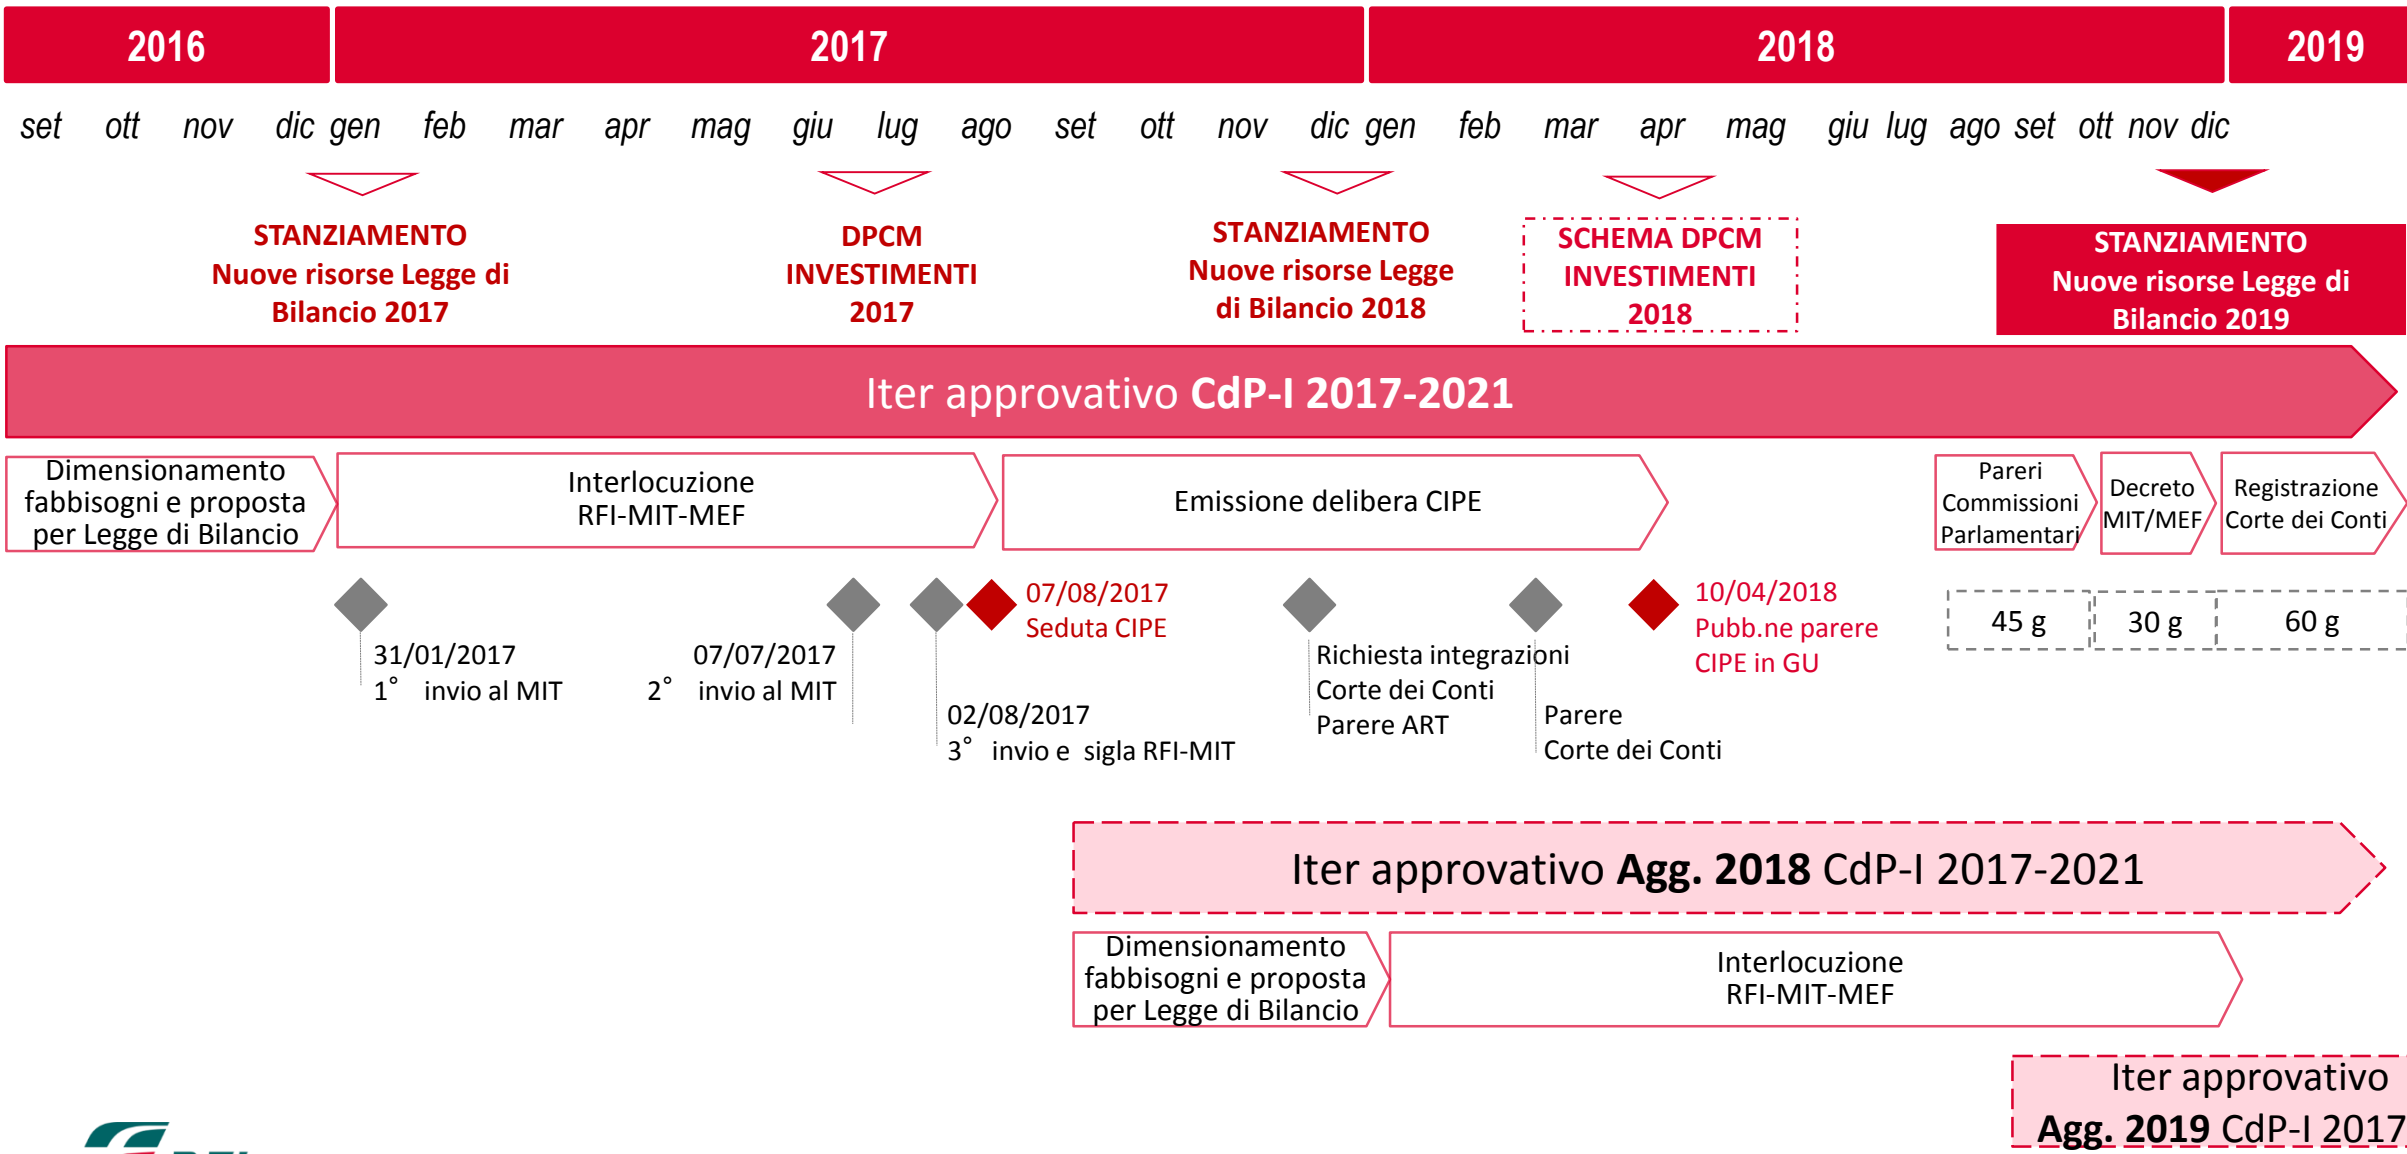 2016 2017 2018 2019
set ott nov dic gen feb mar apr mag giu lug ago set ott nov dic gen feb mar apr mag giu lug ago set ott nov dic
STANZIAMENTO
Nuove risorse Legge di
Bilancio 2017
DPCM
INVESTIMENTI
2017
STANZIAMENTO
Nuove risorse Legge
di Bilancio 2018
SCHEMA DPCM
INVESTIMENTI
2018
STANZIAMENTO
Nuove risorse Legge di
Bilancio 2019
Iter approvativo CdP-I 2017-2021
Dimensionamento
fabbisogni e proposta
per Legge di Bilancio
Interlocuzione
RFI-MIT-MEF
Emissione delibera CIPE
Pareri
Commissioni
Parlamentari
Decreto
MIT/MEF
Registrazione
Corte dei Conti
31/01/2017
1° invio al MIT
07/07/2017
2° invio al MIT
02/08/2017
3° invio e sigla RFI-MIT
07/08/2017
Seduta CIPE
Richiesta integrazioni
Corte dei Conti
Parere ART
Parere
Corte dei Conti
10/04/2018
Pubb.ne parere
CIPE in GU
45 g
30 g
60 g
Iter approvativo Agg. 2018 CdP-I 2017-2021
Dimensionamento
fabbisogni e proposta
per Legge di Bilancio
Interlocuzione
RFI-MIT-MEF
Iter approvativo
Agg. 2019 CdP-I 2017